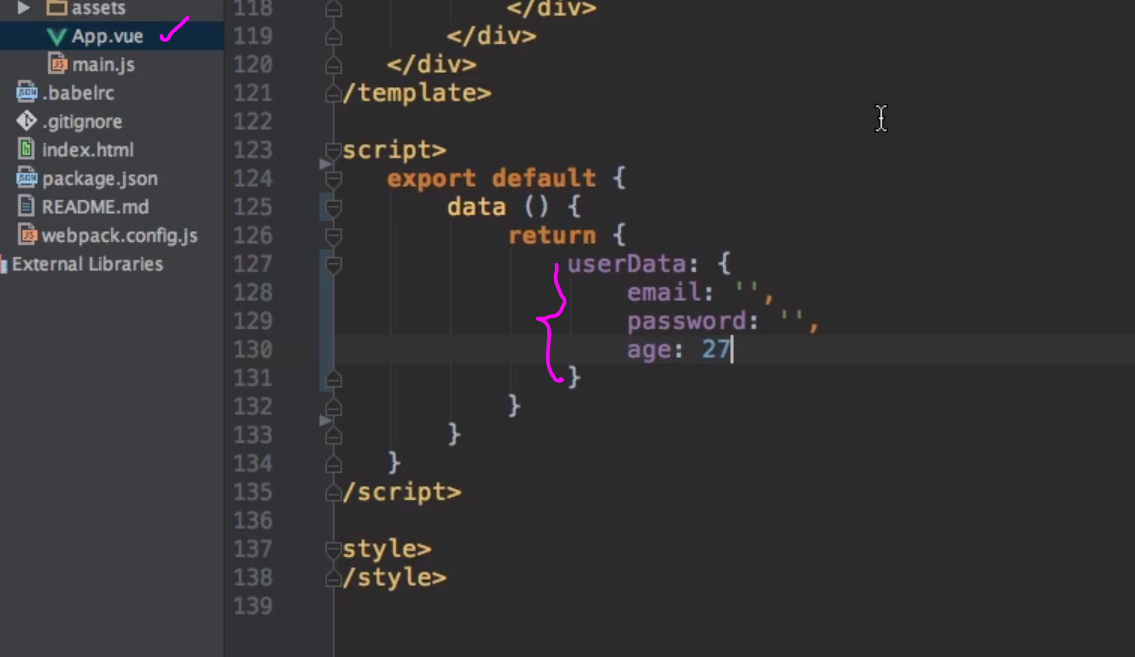 assets
App.vue
main.js
.babelrc
.gitignore
index.html
package.json
README.md
webpack.config.js
External Libraries
118 </div>
119 </div>
120 </div>
121 /template>
122
123 script>
124 export default {
125 data () {
126 return {
127 userData: {
128 email: '',
129 password: '',
130 age: 27
131 }
132 }
133 }
134 }
135 /script>
136
137 style>
138 /style>
139